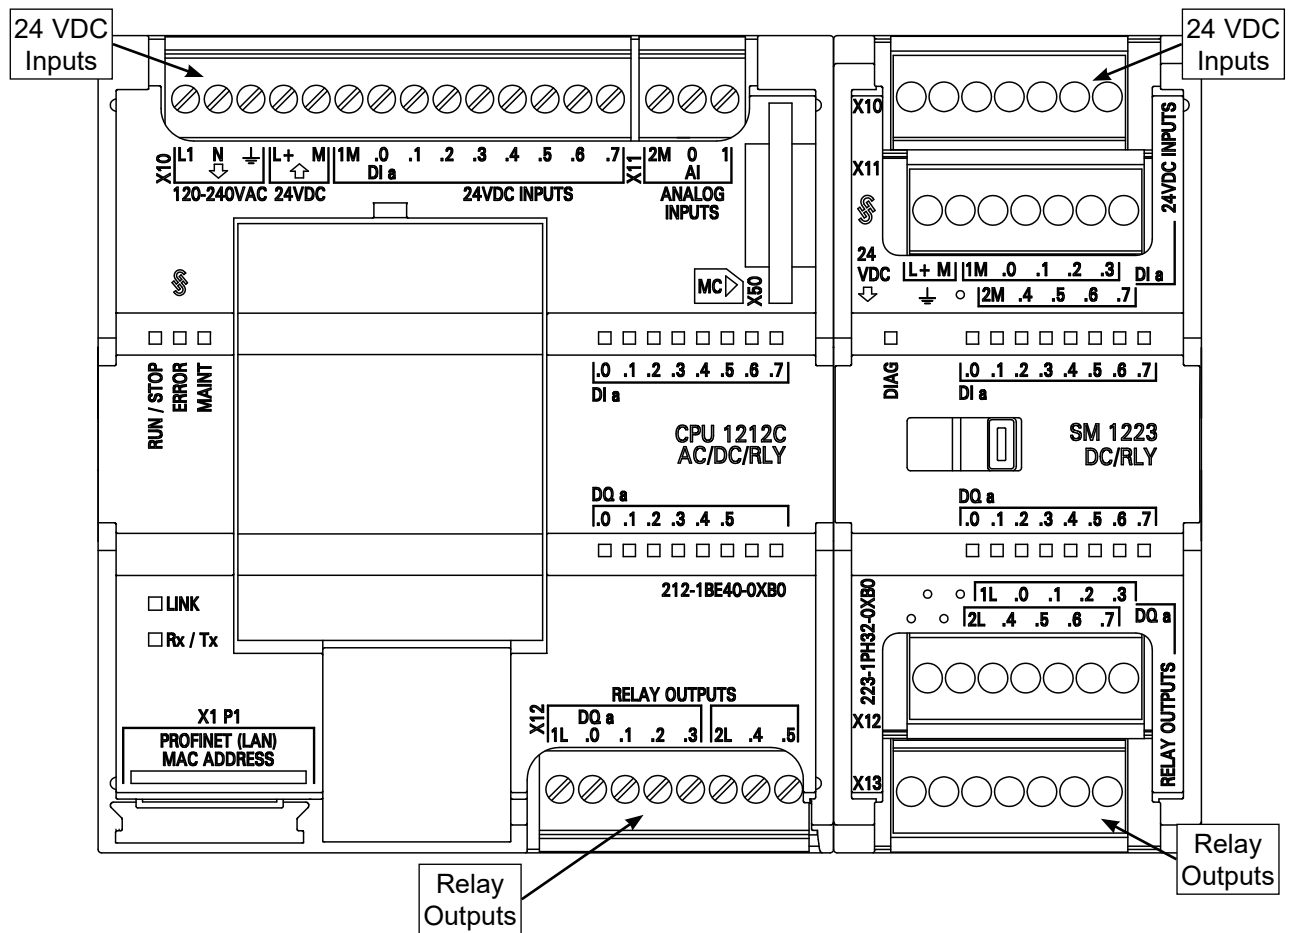 24 VDC
Inputs
24 VDC
Inputs
X10
L1 N L+ M 1M .0 .1 .2 .3 .4 .5 .6 .7
DI a
120-240VAC 24VDC 24VDC INPUTS
X11
2M 0 1
AI
ANALOG
INPUTS
MC
X50
RUN / STOP
ERROR
MAINT
.0 .1 .2 .3 .4 .5 .6 .7
DI a
CPU 1212C
AC/DC/RLY
DQ a
.0 .1 .2 .3 .4 .5
212-1BE40-0XB0
LINK
Rx / Tx
X1 P1
PROFINET (LAN)
MAC ADDRESS
RELAY OUTPUTS
X12
DQ a
1L .0 .1 .2 .3 2L .4 .5
Relay
Outputs
X10
X11
24VDC INPUTS
24
VDC
L+ M 1M .0 .1 .2 .3
DI a
2M .4 .5 .6 .7
DIAG
.0 .1 .2 .3 .4 .5 .6 .7
DI a
SM 1223
DC/RLY
DQ a
.0 .1 .2 .3 .4 .5 .6 .7
223-1PH32-0XB0
1L .0 .1 .2 .3
2L .4 .5 .6 .7
DQ a
RELAY OUTPUTS
X12
X13
Relay
Outputs